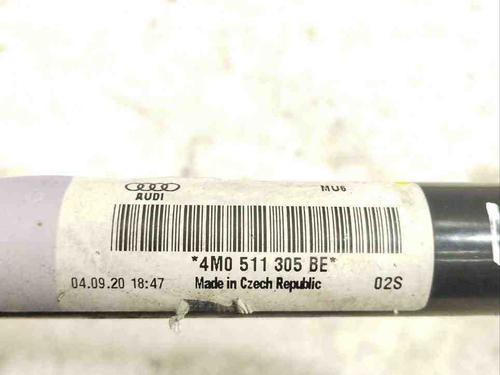 AUDI
MU6
*4M0 511 305 BE*
04.09.20 18:47
Made in Czech Republic
02S